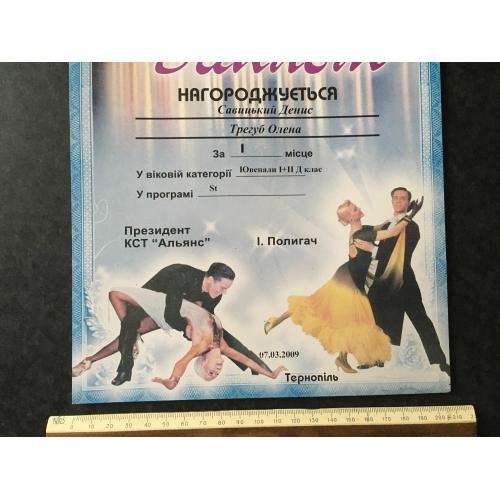 Диплом
НАГОРОДЖУЄТЬСЯ
Савицький Денис
Трегуб Олена
За I місце
У віковій категорії Ювенали I+II Д клас
У програмі St
Президент
КСТ “Альянс” І. Полигач
07.03.2009
Тернопіль